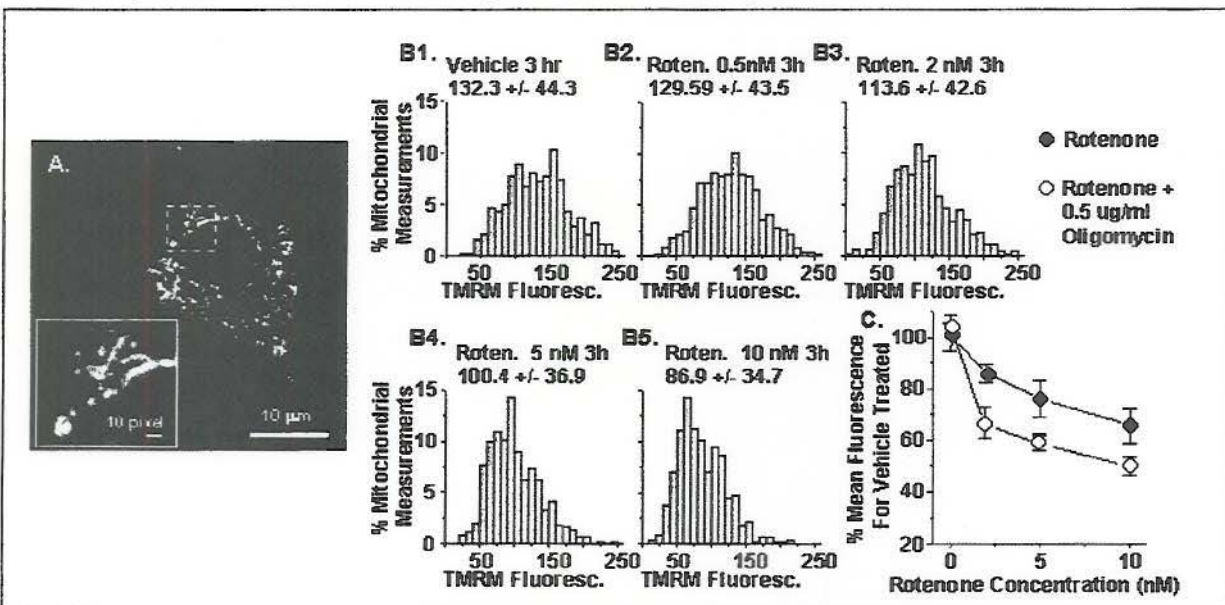 A.
10 pixel
10 µm
B1.
Vehicle 3 hr
132.3 +/- 44.3
% Mitochondrial
Measurements
15
10
5
0
50
150
250
TMRM Fluoresc.
B2.
Roten. 0.5nM 3h
129.59 +/- 43.5
50
150
250
TMRM Fluoresc.
B3.
Roten. 2 nM 3h
113.6 +/- 42.6
50
150
250
TMRM Fluoresc.
Rotenone
Rotenone +
0.5 ug/ml
Oligomycin
B4.
Roten. 5 nM 3h
100.4 +/- 36.9
% Mitochondrial
Measurements
15
10
5
0
50
150
250
TMRM Fluoresc.
B5.
Roten. 10 nM 3h
86.9 +/- 34.7
50
150
250
TMRM Fluoresc.
C.
% Mean Fluorescence
For Vehicle Treated
100
80
60
40
20
0
5
10
Rotenone Concentration (nM)